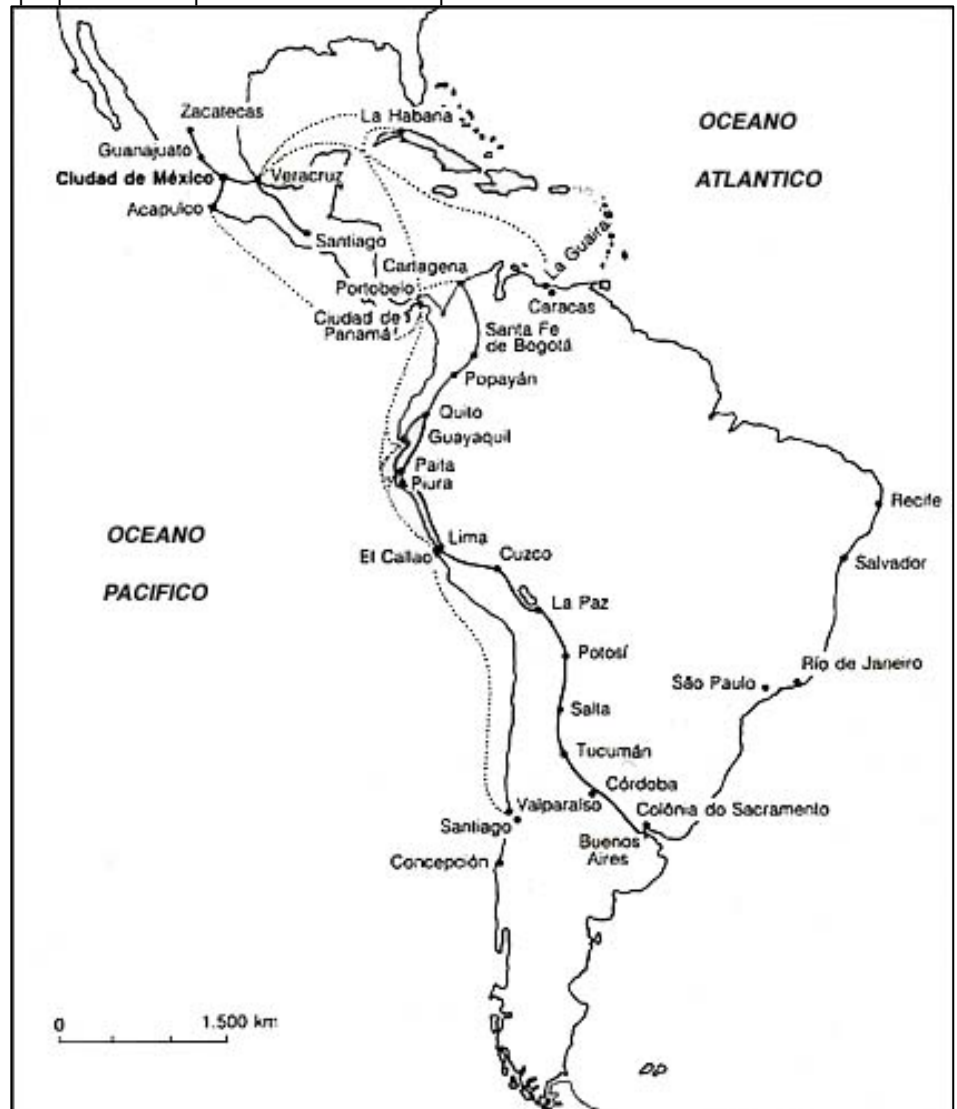 Zacatecas
La Habana
OCEANO
Guanajuato
Ciudad de México
Veracruz
ATLANTICO
Acapulco
Santiago
La Guaira
Cartagena
Portobelo
Caracas
Ciudad de
Panamá
Santa Fe
de Bogotá
Popayán
Quito
Guayaquil
Paita
Piura
Recife
OCEANO
Lima
El Callao
Cuzco
Salvador
PACIFICO
La Paz
Potosí
Río de Janeiro
São Paulo
Salta
Tucumán
Córdoba
Valparaíso
Colônia do Sacramento
Santiago
Buenos
Aires
Concepción
0
1.500 km